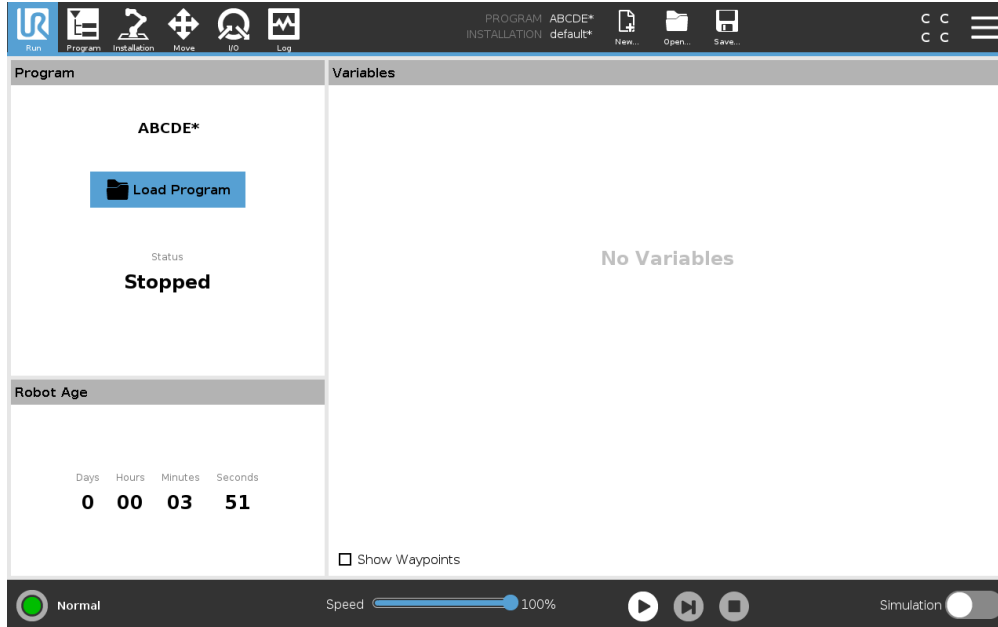 UR
Run
Program
Installation
Move
I/O
Log
PROGRAM ABCDE*
INSTALLATION default*
New...
Open...
Save...
C C
C C
Program
ABCDE*
Load Program
Status
Stopped
Variables
No Variables
Show Waypoints
Robot Age
Days Hours Minutes Seconds
0 00 03 51
Normal
Speed 100%
Simulation